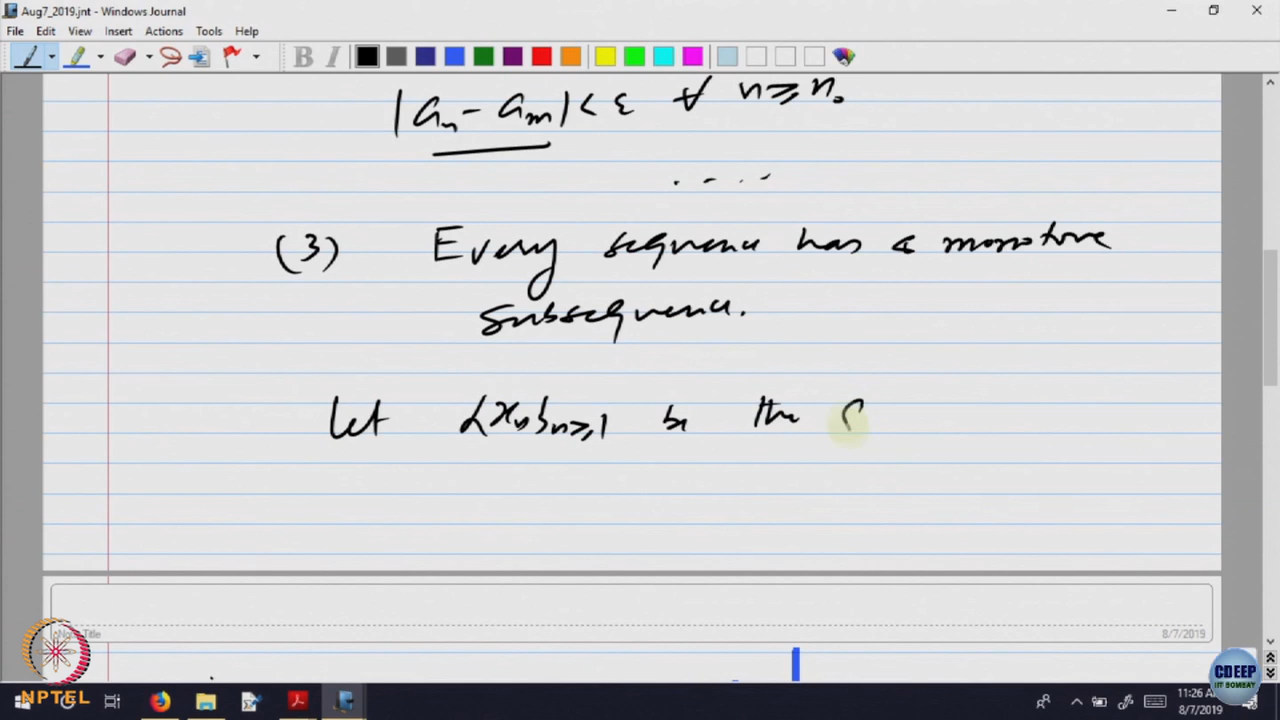 Aug7_2019.jnt - Windows Journal
File Edit View Insert Actions Tools Help
B I
|aₙ - aₘ| < ε ∀ n ≥ n₀
. . . .
(3) Every sequence has a monotone
subsequence.
Let {xₙ}ₙ≥₁ be the
Note Title
8/7/2019
NPTEL
CDEEP
IIT BOMBAY
11:26 AM
8/7/2019